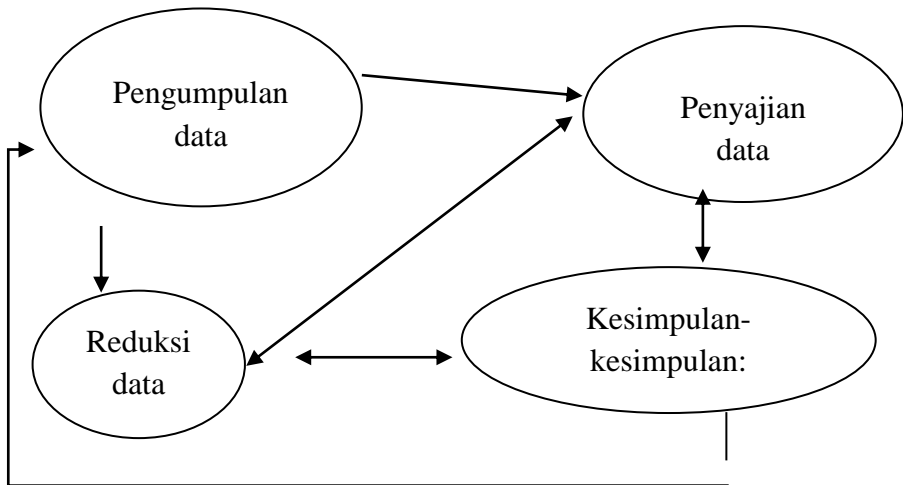 Pengumpulan
data
Penyajian
data
Reduksi
data
Kesimpulan-
kesimpulan: